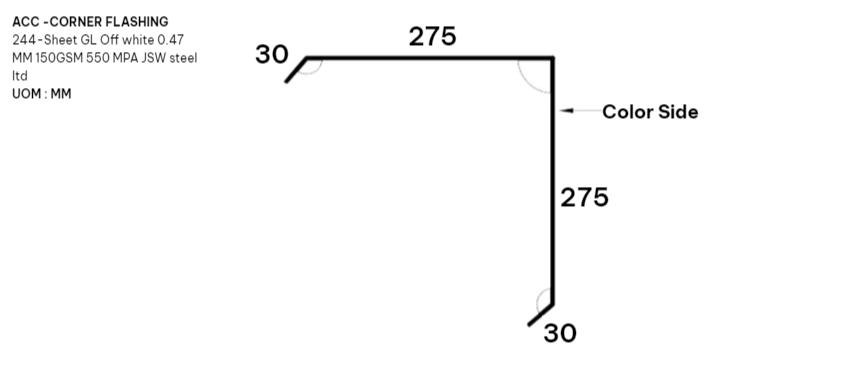 ACC -CORNER FLASHING
244-Sheet GL Off white 0.47
MM 150GSM 550 MPA JSW steel
ltd
UOM : MM
275
30
Color Side
275
30